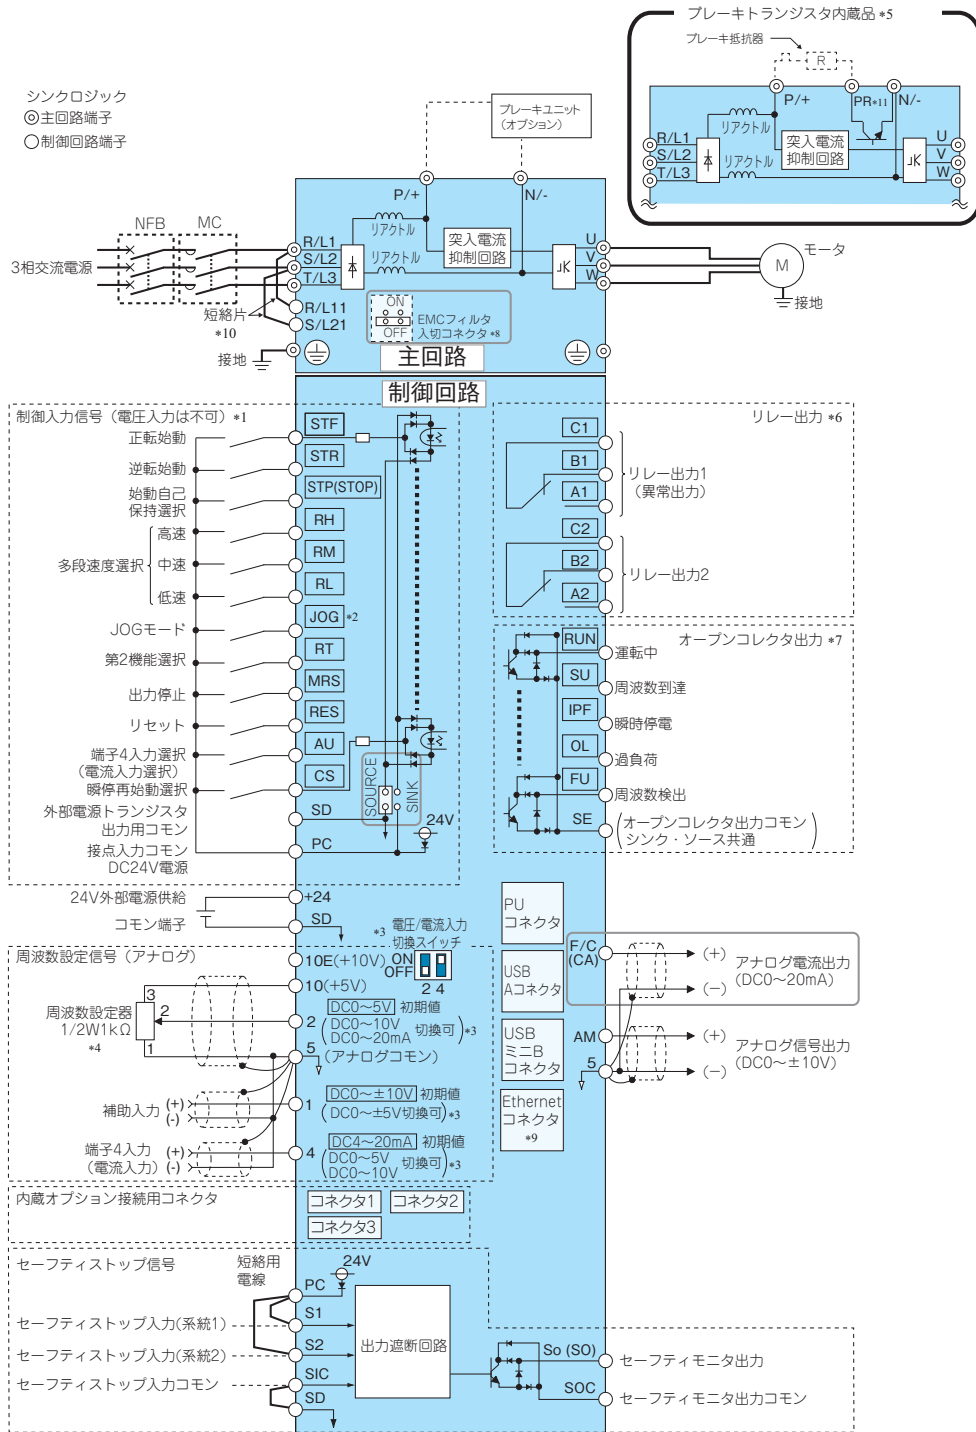 ブレーキトランジスタ内蔵品 *5
ブレーキ抵抗器
R
P/+
PR*11
N/-
リアクトル
R/L1
S/L2
T/L3
リアクトル
突入電流
抑制回路
U
V
W
シンクロジック
主回路端子
制御回路端子
ブレーキユニット
(オプション)
P/+
N/-
NFB
MC
3相交流電源
R/L1
S/L2
T/L3
リアクトル
リアクトル
突入電流
抑制回路
U
V
W
M
モータ
接地
短絡片
*10
R/L11
S/L21
ON
OFF
EMCフィルタ
入切コネクタ *8
接地
主回路
制御回路
制御入力信号(電圧入力は不可) *1
正転始動
STF
逆転始動
STR
始動自己
保持選択
STP(STOP)
多段速度選択
高速
RH
中速
RM
低速
RL
JOGモード
JOG *2
第2機能選択
RT
出力停止
MRS
リセット
RES
端子4入力選択
(電流入力選択)
AU
瞬停再始動選択
CS
SOURCE
SINK
外部電源トランジスタ
出力用コモン
SD
24V
接点入力コモン
DC24V電源
PC
リレー出力 *6
C1
B1
A1
リレー出力1
(異常出力)
C2
B2
A2
リレー出力2
オープンコレクタ出力 *7
RUN
運転中
SU
周波数到達
IPF
瞬時停電
OL
過負荷
FU
周波数検出
SE
(オープンコレクタ出力コモン
シンク・ソース共通)
24V外部電源供給
+24
コモン端子
SD
周波数設定信号(アナログ)
*3
電圧/電流入力
切換スイッチ
ON
OFF
2 4
10E(+10V)
10(+5V)
周波数設定器
1/2W1kΩ
*4
3
2
1
2
DC0～5V 初期値
(DC0～10V
DC0～20mA 切換可) *3
5
(アナログコモン)
補助入力
(+)
(-)
1
DC0～±10V 初期値
(DC0～±5V切換可) *3
端子4入力
(電流入力)
(+)
(-)
4
DC4～20mA 初期値
(DC0～5V
DC0～10V 切換可) *3
PU
コネクタ
USB
Aコネクタ
USB
ミニB
コネクタ
Ethernet
コネクタ
*9
F/C
(CA)
(+)
(−)
アナログ電流出力
(DC0～20mA)
AM
5
(+)
(−)
アナログ信号出力
(DC0～±10V)
内蔵オプション接続用コネクタ
コネクタ1
コネクタ2
コネクタ3
セーフティストップ信号
短絡用
電線
PC
24V
セーフティストップ入力(系統1)
S1
セーフティストップ入力(系統2)
S2
セーフティストップ入力コモン
SIC
SD
出力遮断回路
So (SO)
セーフティモニタ出力
SOC
セーフティモニタ出力コモン